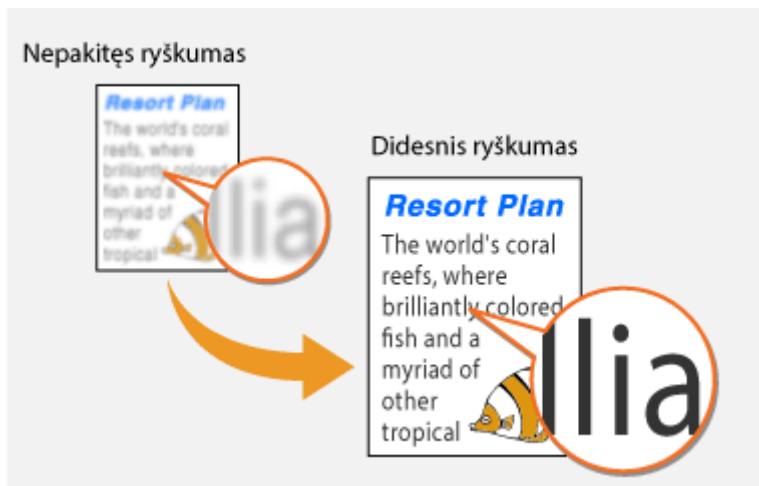 Nepakitęs ryškumas
Resort Plan
The world's coral
reefs, where
brilliantly colored
fish and a
myriad of
other
tropical
lia
Didesnis ryškumas
Resort Plan
The world's coral
reefs, where
brilliantly colored
fish and a
myriad of
other
tropical
llia